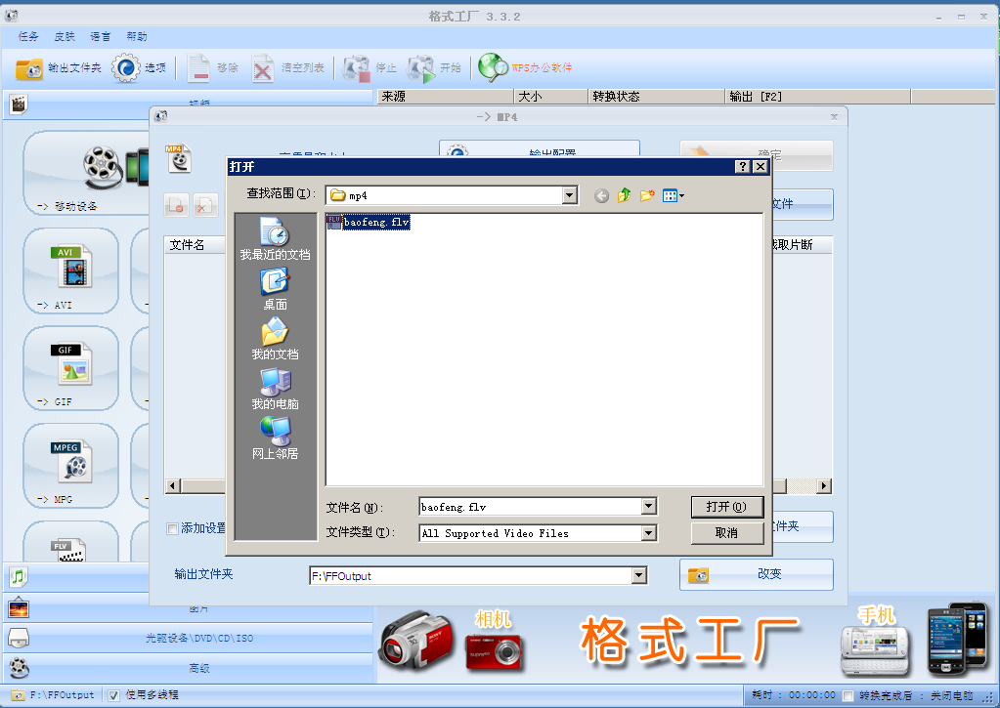 格式工厂 3.3.2
任务 皮肤 语言 帮助
输出文件夹 选项 移除 清空列表 停止 开始 WPS办公软件
来源 大小 转换状态 输出 [F2]
视频
-> MP4
MP4
输出配置
确定
打开
查找范围(I): mp4
-> 移动设备
文件
FLV baofeng.flv
文件名
截取片断
AVI
我最近的文档
-> AVI
桌面
GIF
我的文档
-> GIF
我的电脑
MPEG
网上邻居
-> MPG
文件名(N): baofeng.flv 打开(O)
添加设置
文件夹
文件类型(T): All Supported Video Files 取消
FLV
输出文件夹 F:\FFOutput 改变
图片
光驱设备\DVD\CD\ISO
高级
相机
格式工厂
手机
F:\FFOutput 使用多线程 耗时 : 00:00:00 转换完成后 : 关闭电脑